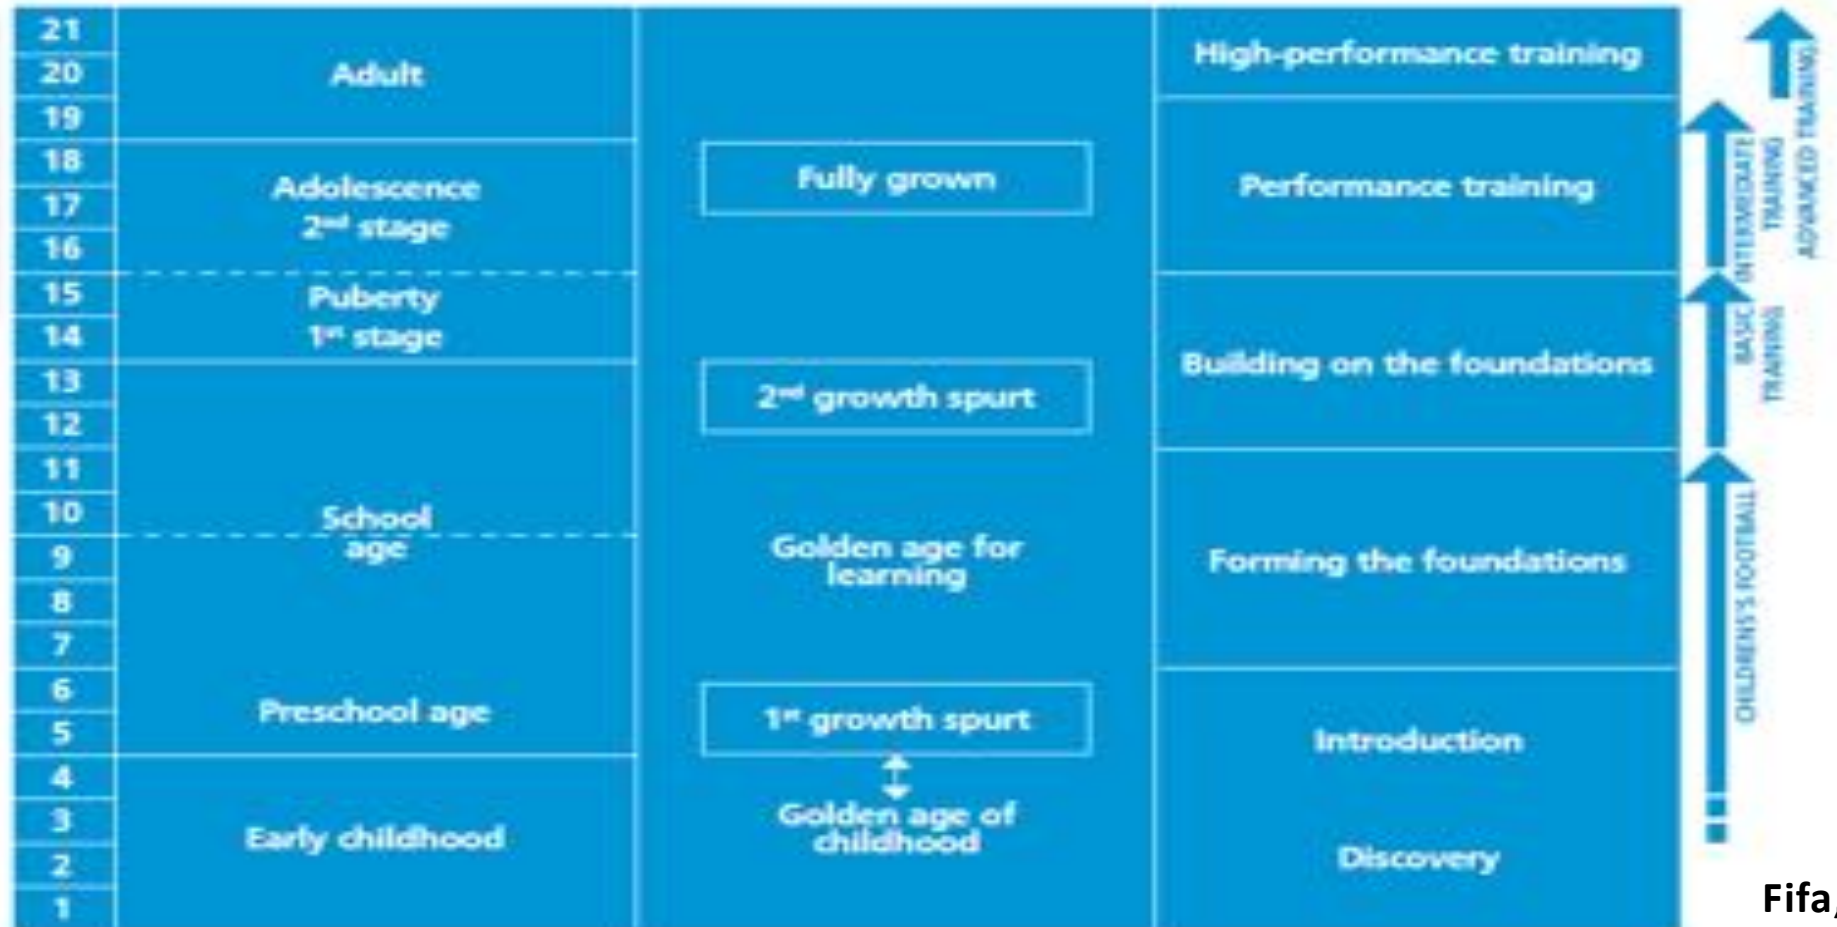 21
20
19
18
17
16
15
14
13
12
11
10
9
8
7
6
5
4
3
2
1
Adult
Adolescence
2nd stage
Puberty
1st stage
School
age
Preschool age
Early childhood
Fully grown
2nd growth spurt
Golden age for
learning
1st growth spurt
Golden age of
childhood
High-performance training
Performance training
Building on the foundations
Forming the foundations
Introduction
Discovery
ADVANCED TRAINING
INTERMEDIATE
TRAINING
BASIC
TRAINING
CHILDREN'S FOOTBALL
Fifa,